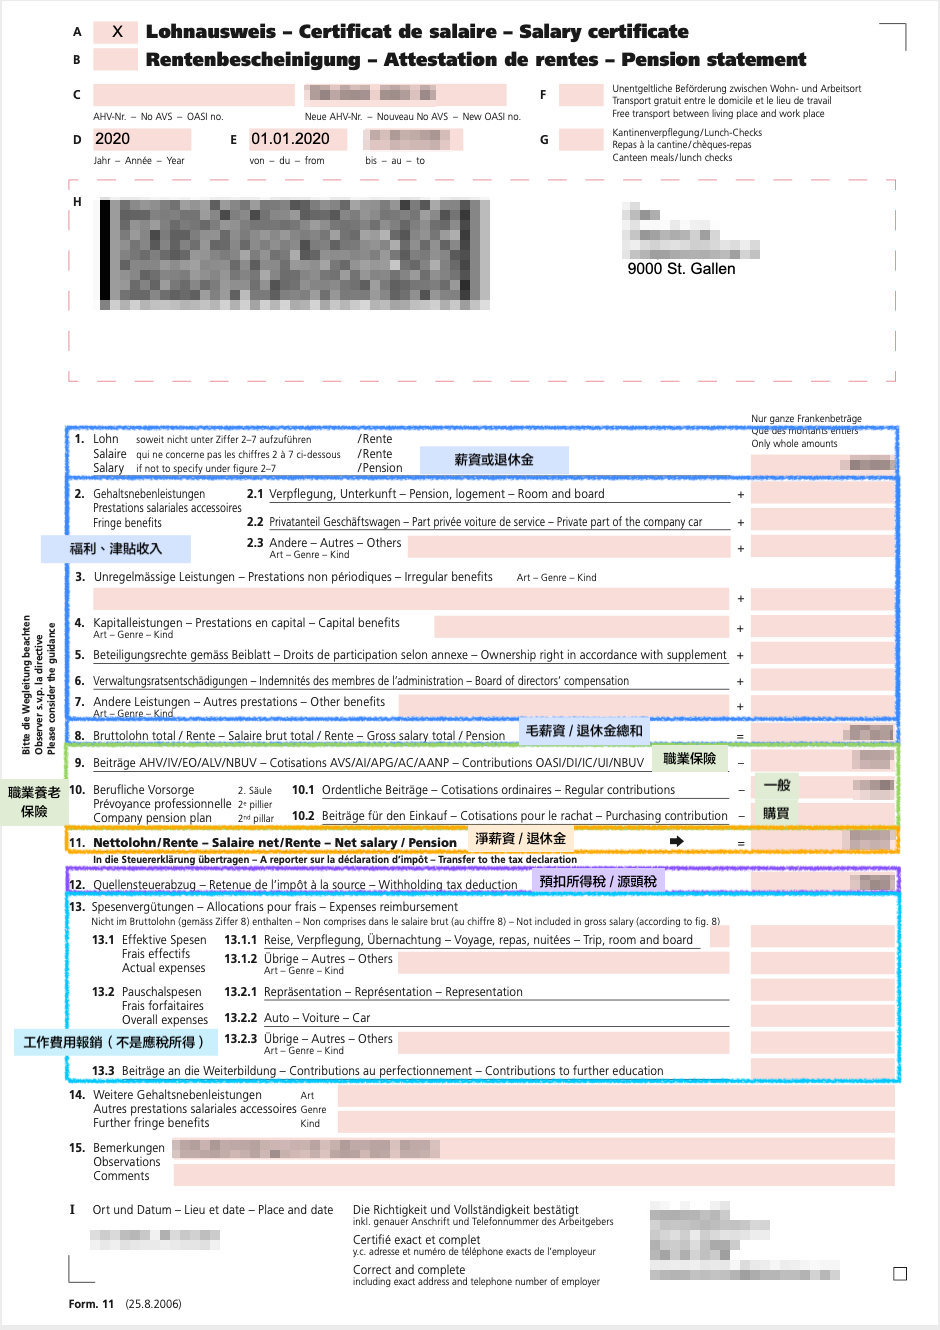 A X Lohnausweis – Certificat de salaire – Salary certificate
B Rentenbescheinigung – Attestation de rentes – Pension statement
C
AHV-Nr. – No AVS – OASI no.
Neue AHV-Nr. – Nouveau No AVS – New OASI no.
F Unentgeltliche Beförderung zwischen Wohn- und Arbeitsort
Transport gratuit entre le domicile et le lieu de travail
Free transport between living place and work place
D 2020
Jahr – Année – Year
E 01.01.2020
von – du – from
bis – au – to
G Kantinenverpflegung/Lunch-Checks
Repas à la cantine/chèques-repas
Canteen meals/lunch checks
H
9000 St. Gallen
Nur ganze Frankenbeträge
Que des montants entiers
Only whole amounts
1. Lohn soweit nicht unter Ziffer 2–7 aufzuführen /Rente
Salaire qui ne concerne pas les chiffres 2 à 7 ci-dessous /Rente
Salary if not to specify under figure 2–7 /Pension
薪資或退休金
2. Gehaltsnebenleistungen
Prestations salariales accessoires
Fringe benefits
2.1 Verpflegung, Unterkunft – Pension, logement – Room and board +
2.2 Privatanteil Geschäftswagen – Part privée voiture de service – Private part of the company car +
2.3 Andere – Autres – Others +
Art – Genre – Kind
福利、津貼收入
3. Unregelmässige Leistungen – Prestations non périodiques – Irregular benefits Art – Genre – Kind
+
4. Kapitalleistungen – Prestations en capital – Capital benefits +
Art – Genre – Kind
5. Beteiligungsrechte gemäss Beiblatt – Droits de participation selon annexe – Ownership right in accordance with supplement +
6. Verwaltungsratsentschädigungen – Indemnités des membres de l'administration – Board of directors' compensation +
7. Andere Leistungen – Autres prestations – Other benefits +
Art – Genre – Kind
Bitte die Wegleitung beachten
Observer s.v.p. la directive
Please consider the guidance
8. Bruttolohn total / Rente – Salaire brut total / Rente – Gross salary total / Pension 毛薪資 / 退休金總和 =
9. Beiträge AHV/IV/EO/ALV/NBUV – Cotisations AVS/AI/APG/AC/AANP – Contributions OASI/DI/IC/UI/NBUV 職業保險 –
職業養老
保險
10. Berufliche Vorsorge 2. Säule
Prévoyance professionnelle 2e pillier
Company pension plan 2nd pillar
10.1 Ordentliche Beiträge – Cotisations ordinaires – Regular contributions – 一般
10.2 Beiträge für den Einkauf – Cotisations pour le rachat – Purchasing contribution – 購買
11. Nettolohn/Rente – Salaire net/Rente – Net salary / Pension 淨薪資 / 退休金 =
In die Steuererklärung übertragen – A reporter sur la déclaration d'impôt – Transfer to the tax declaration
12. Quellensteuerabzug – Retenue de l'impôt à la source – Withholding tax deduction 預扣所得稅 / 源頭稅
13. Spesenvergütungen – Allocations pour frais – Expenses reimbursement
Nicht im Bruttolohn (gemäss Ziffer 8) enthalten – Non comprises dans le salaire brut (au chiffre 8) – Not included in gross salary (according to fig. 8)
13.1 Effektive Spesen
Frais effectifs
Actual expenses
13.1.1 Reise, Verpflegung, Übernachtung – Voyage, repas, nuitées – Trip, room and board
13.1.2 Übrige – Autres – Others
Art – Genre – Kind
13.2 Pauschalspesen
Frais forfaitaires
Overall expenses
13.2.1 Repräsentation – Représentation – Representation
13.2.2 Auto – Voiture – Car
工作費用報銷（不是應稅所得）
13.2.3 Übrige – Autres – Others
Art – Genre – Kind
13.3 Beiträge an die Weiterbildung – Contributions au perfectionnement – Contributions to further education
14. Weitere Gehaltsnebenleistungen Art
Autres prestations salariales accessoires Genre
Further fringe benefits Kind
15. Bemerkungen
Observations
Comments
I Ort und Datum – Lieu et date – Place and date
Die Richtigkeit und Vollständigkeit bestätigt
inkl. genauer Anschrift und Telefonnummer des Arbeitgebers
Certifié exact et complet
y.c. adresse et numéro de téléphone exacts de l'employeur
Correct and complete
including exact address and telephone number of employer
Form. 11 (25.8.2006)